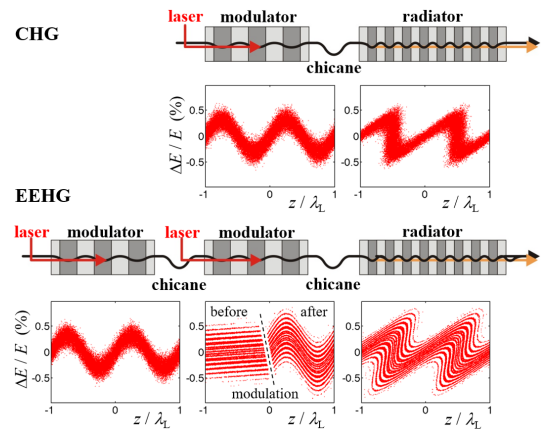 CHG
laser modulator radiator
chicane
ΔE / E (%)
0.5
0
-0.5
-1 0 1 -1 0 1
z / λL z / λL
EEHG
laser modulator laser modulator radiator
chicane chicane
ΔE / E (%)
0.5
0
-0.5
before after
modulation
-1 0 1 -1 0 1 -1 0 1
z / λL z / λL z / λL